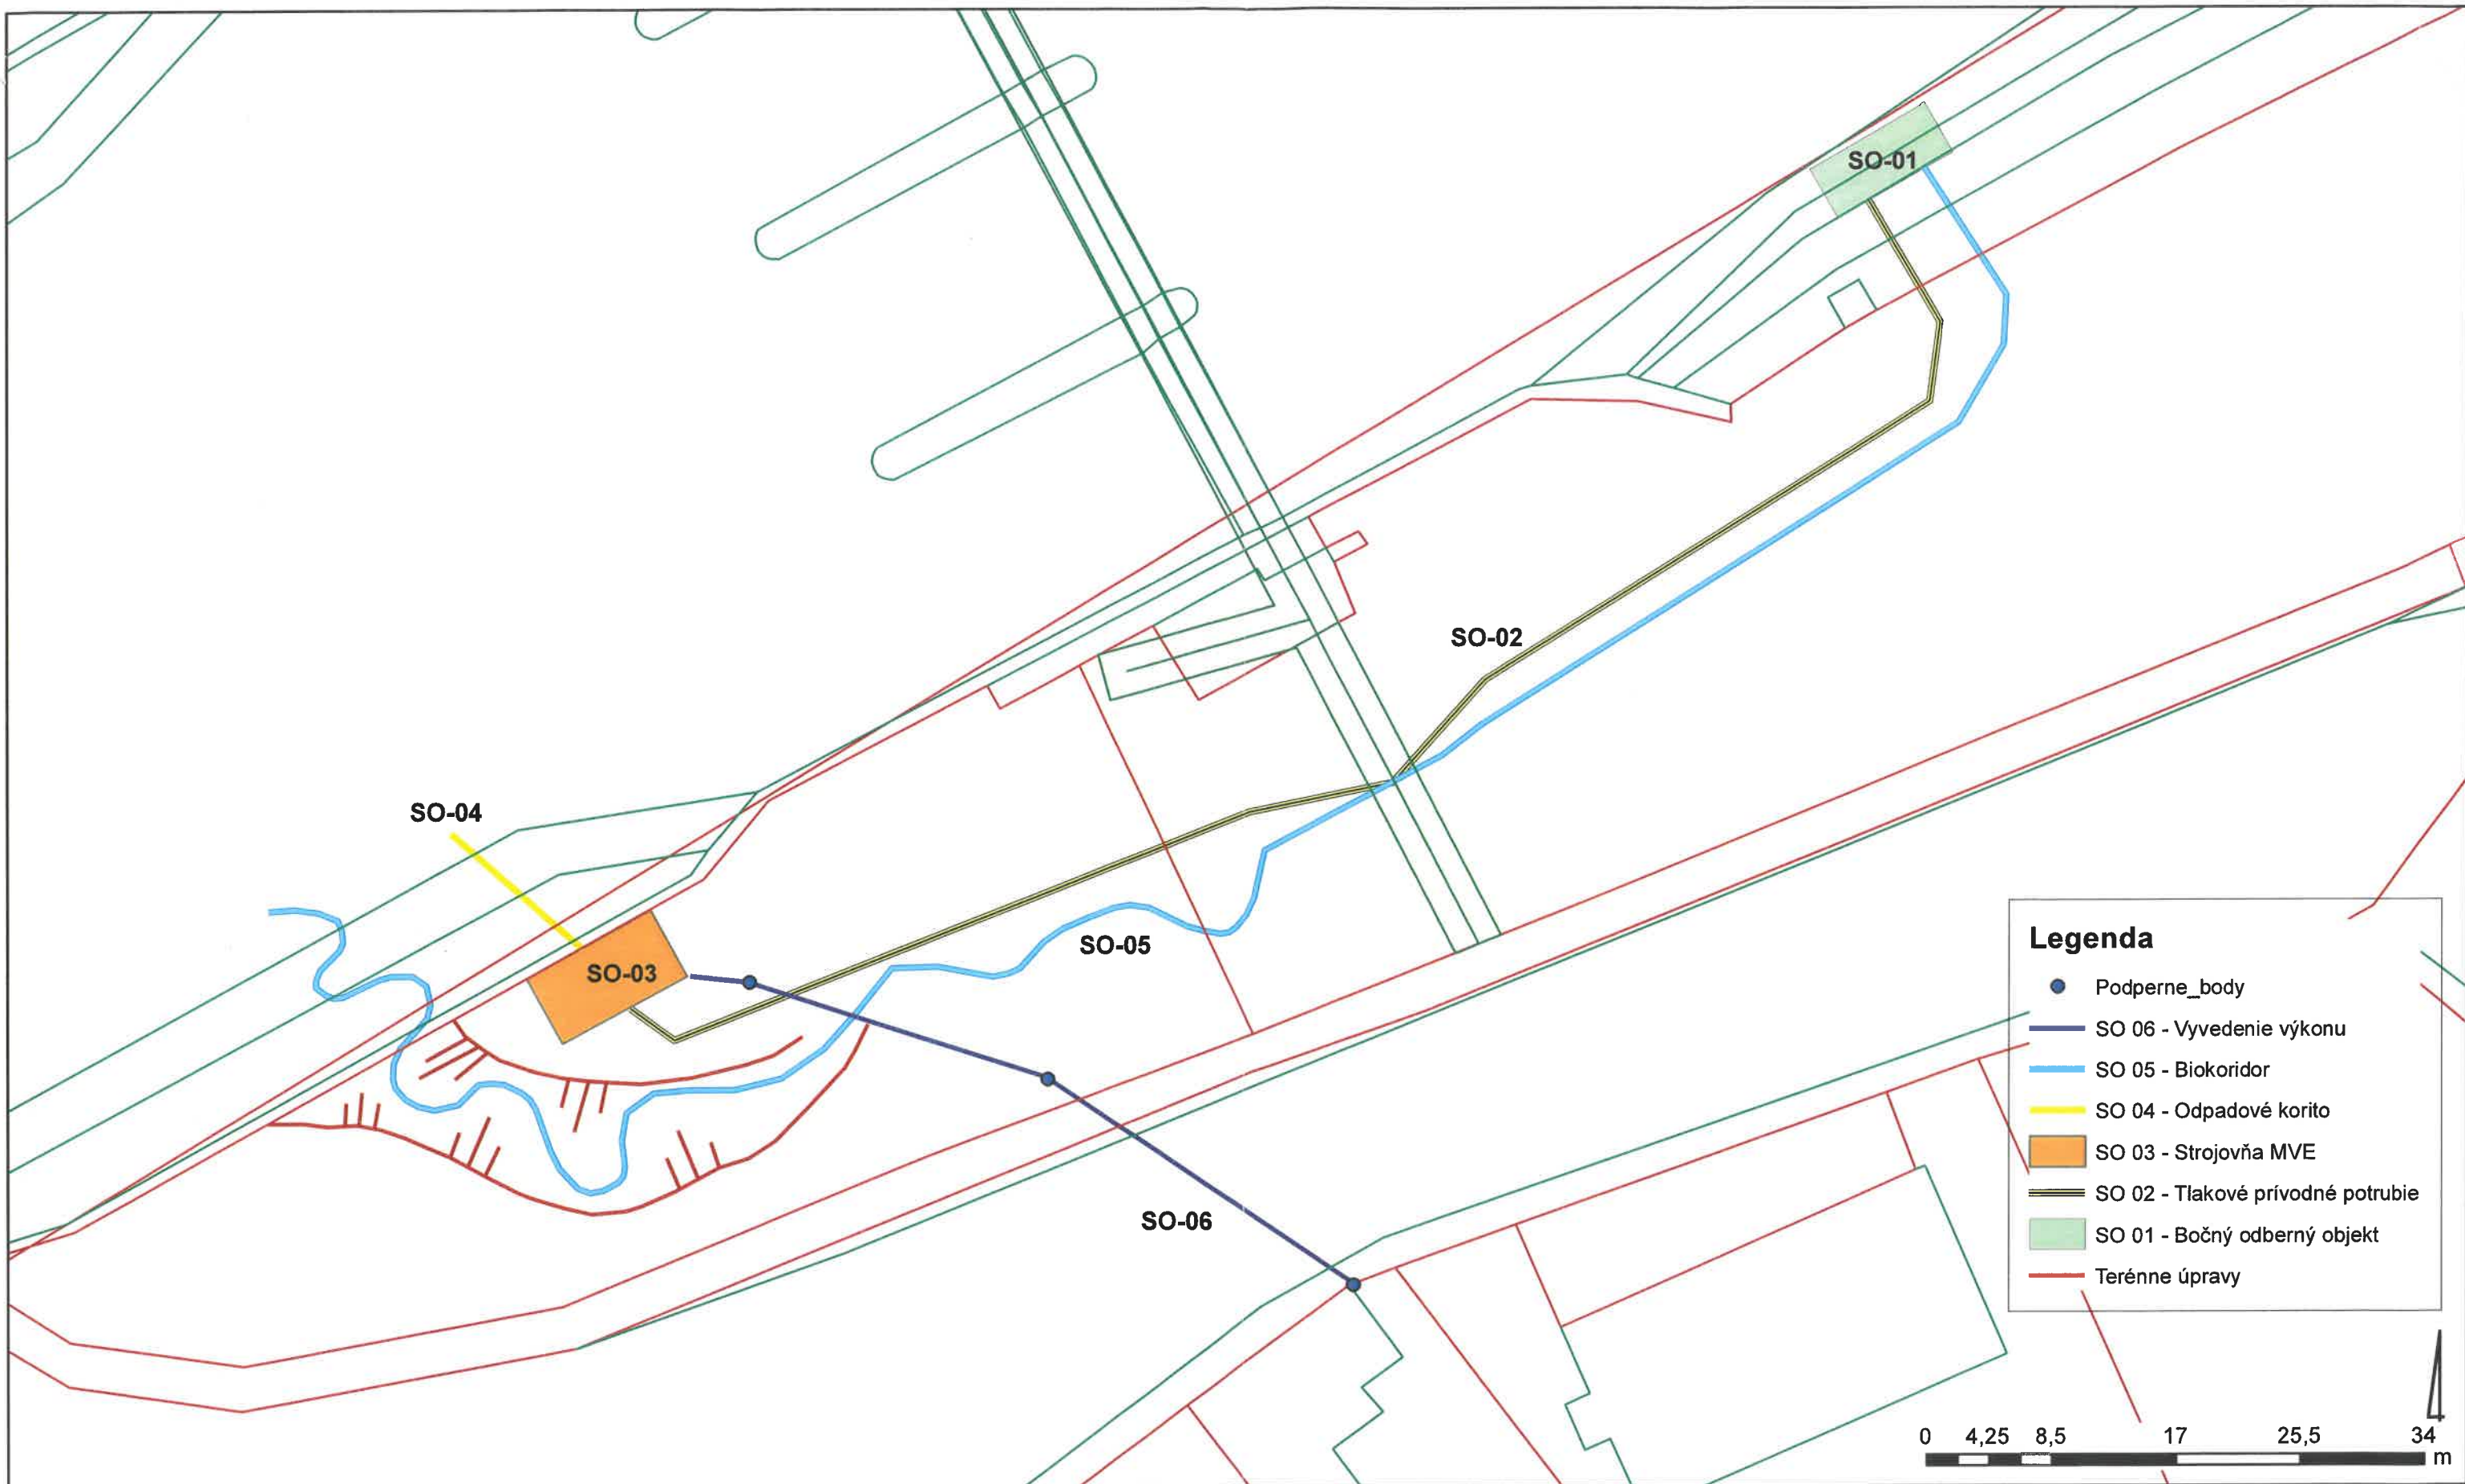 SO-01
SO-02
SO-04
SO-05
SO-03
SO-06
Legenda
Podperne_body
SO 06 - Vyvedenie výkonu
SO 05 - Biokoridor
SO 04 - Odpadové korito
SO 03 - Strojovňa MVE
SO 02 - Tlakové prívodné potrubie
SO 01 - Bočný odberný objekt
Terénne úpravy
0 4,25 8,5 17 25,5 34
m